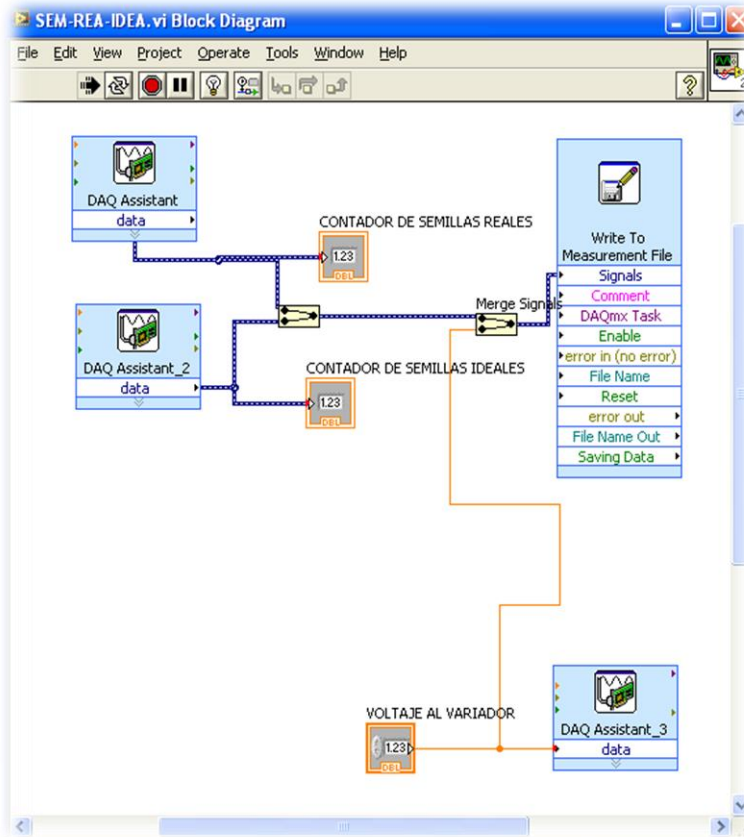 SEM-REA-IDEA.vi Block Diagram
File Edit View Project Operate Tools Window Help
?
2
DAQ Assistant
data
CONTADOR DE SEMILLAS REALES
1.23
DBL
Write To
Measurement File
Signals
Comment
DAQmx Task
Enable
error in (no error)
File Name
Reset
error out
File Name Out
Saving Data
Merge Signals
DAQ Assistant_2
data
CONTADOR DE SEMILLAS IDEALES
1.23
DBL
VOLTAJE AL VARIADOR
1.23
DBL
DAQ Assistant_3
data